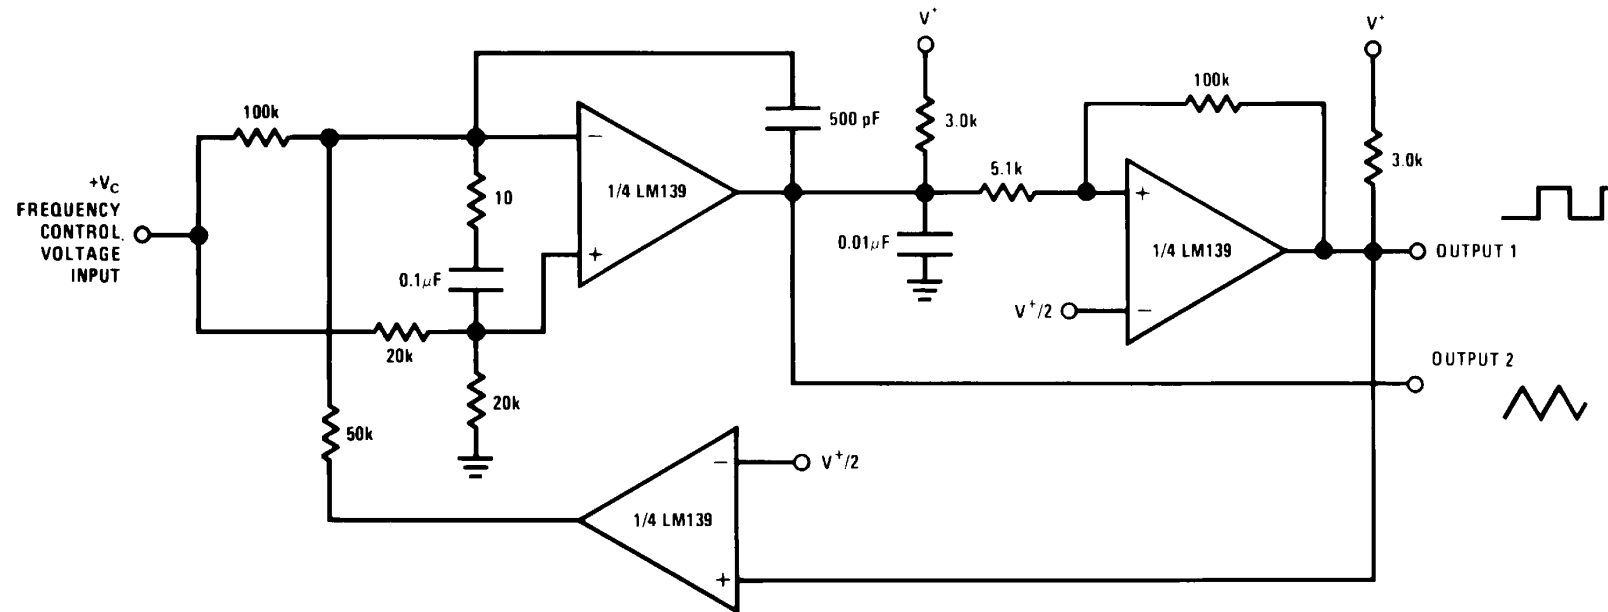 V+
V+
100k
3.0k
100k
500 pF
3.0k
5.1k
+VC
FREQUENCY
CONTROL
VOLTAGE
INPUT
−
1/4 LM139
+
10
0.1µF
20k
20k
0.01µF
+
1/4 LM139
−
V+/2
OUTPUT 1
OUTPUT 2
50k
−
V+/2
1/4 LM139
+